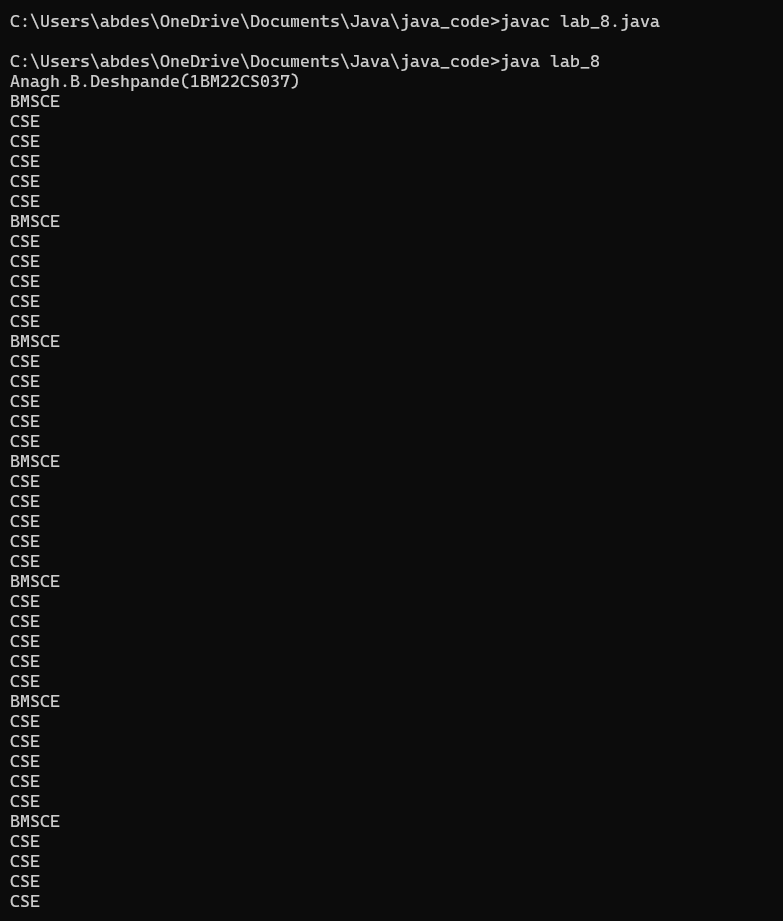 C:\Users\abdes\OneDrive\Documents\Java\java_code>javac lab_8.java
C:\Users\abdes\OneDrive\Documents\Java\java_code>java lab_8
Anagh.B.Deshpande(1BM22CS037)
BMSCE
CSE
CSE
CSE
CSE
CSE
BMSCE
CSE
CSE
CSE
CSE
CSE
BMSCE
CSE
CSE
CSE
CSE
CSE
BMSCE
CSE
CSE
CSE
CSE
CSE
BMSCE
CSE
CSE
CSE
CSE
CSE
BMSCE
CSE
CSE
CSE
CSE
CSE
BMSCE
CSE
CSE
CSE
CSE